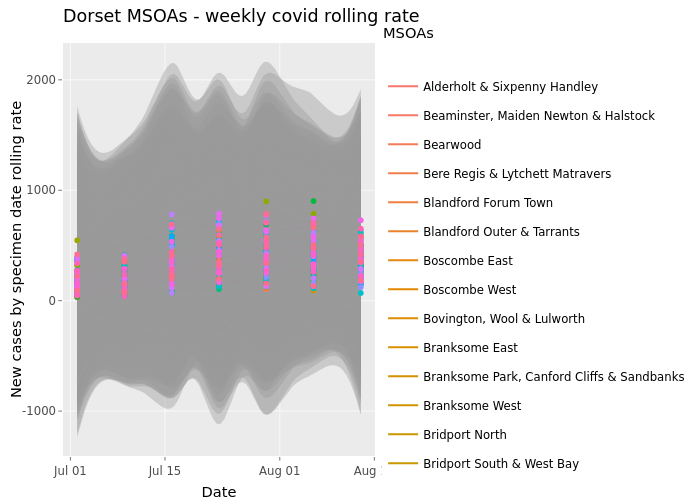 Dorset MSOAs - weekly covid rolling rate
MSOAs
New cases by specimen date rolling rate
2000
1000
0
-1000
Jul 01
Jul 15
Aug 01
Aug
Date
Alderholt & Sixpenny Handley
Beaminster, Maiden Newton & Halstock
Bearwood
Bere Regis & Lytchett Matravers
Blandford Forum Town
Blandford Outer & Tarrants
Boscombe East
Boscombe West
Bovington, Wool & Lulworth
Branksome East
Branksome Park, Canford Cliffs & Sandbanks
Branksome West
Bridport North
Bridport South & West Bay